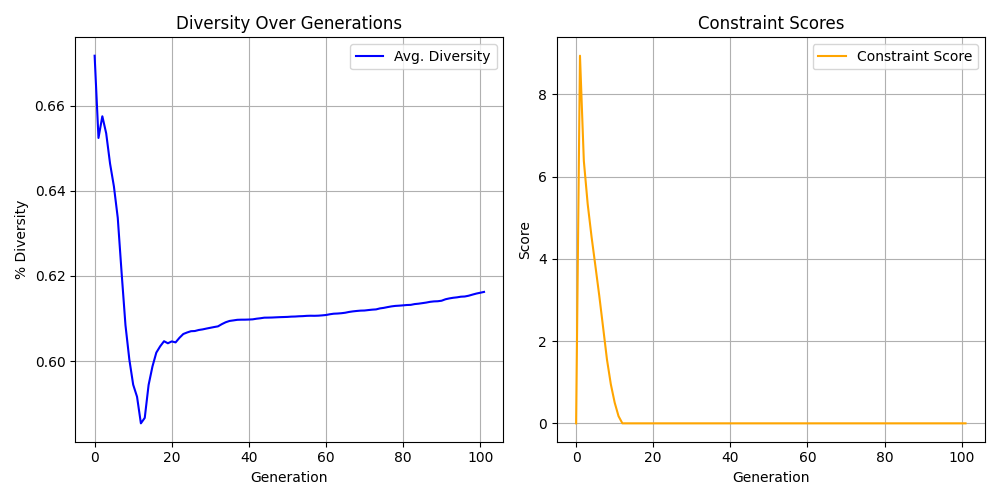 Diversity Over Generations
Avg. Diversity
% Diversity
0.66
0.64
0.62
0.60
0 20 40 60 80 100
Generation
Constraint Scores
Constraint Score
Score
8
6
4
2
0
0 20 40 60 80 100
Generation